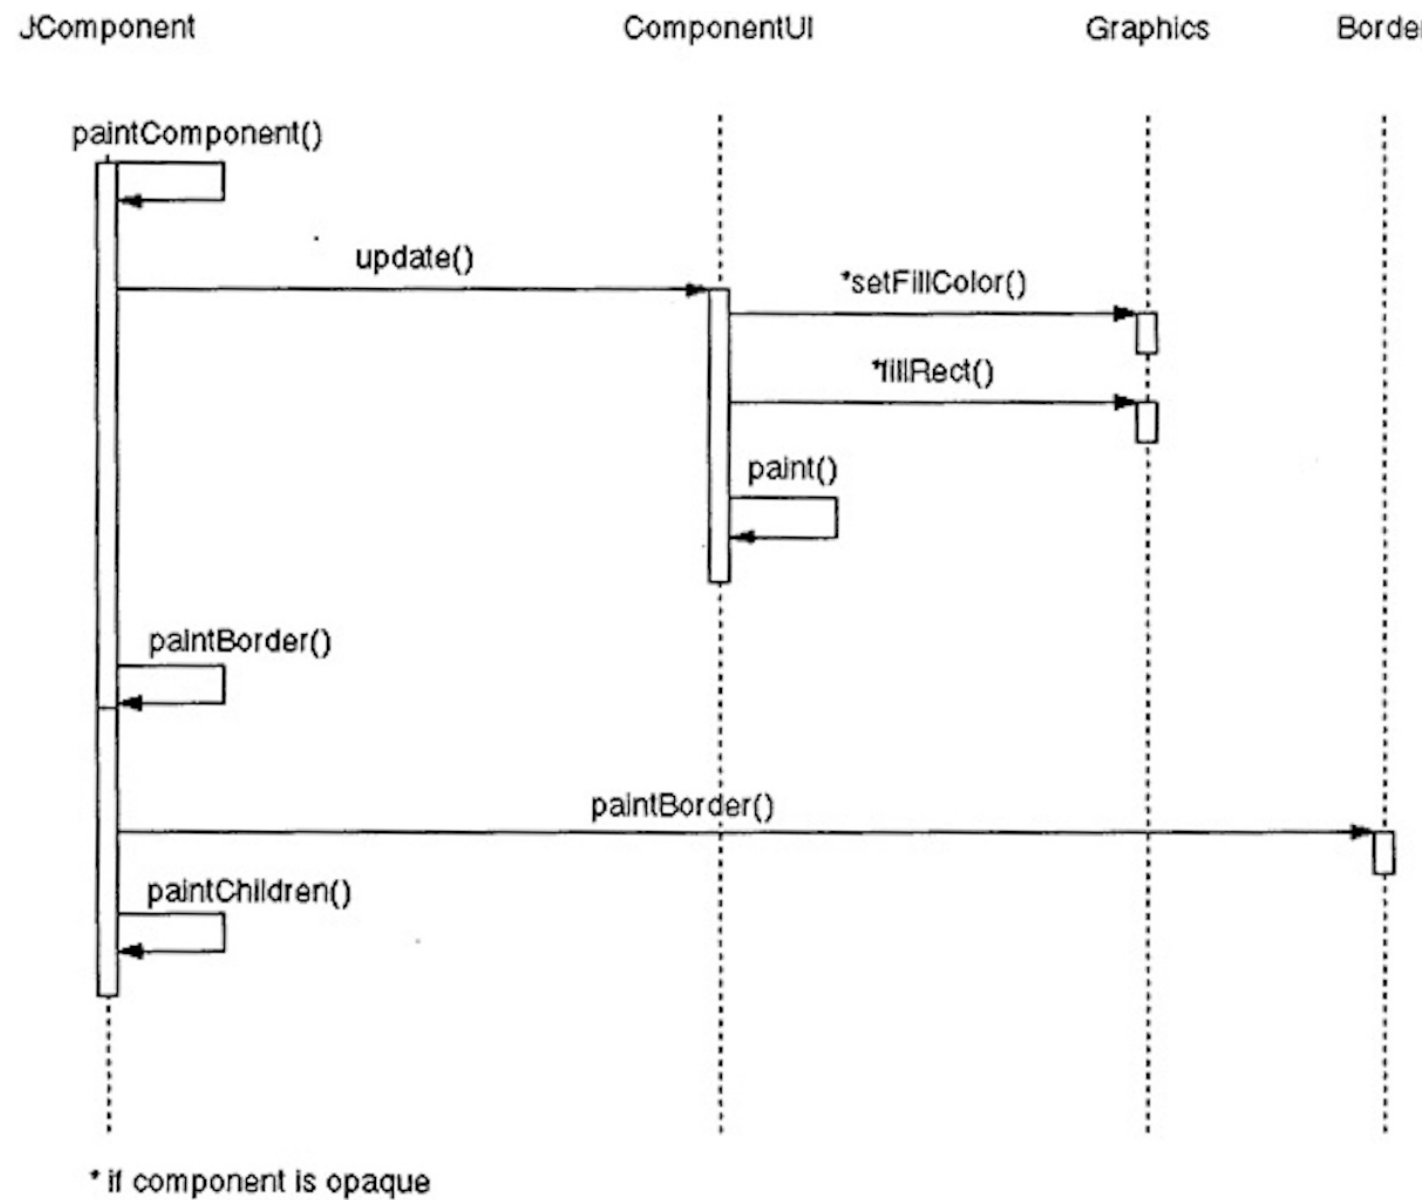 JComponent ComponentUI Graphics Border
paintComponent()
update()
*setFillColor()
*fillRect()
paint()
paintBorder()
paintBorder()
paintChildren()
* if component is opaque